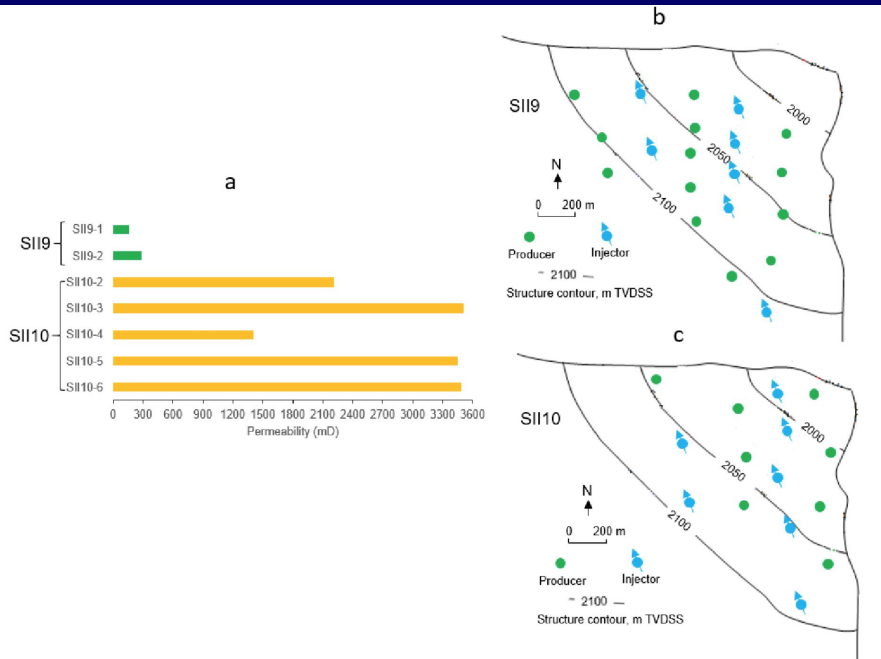 a
SII9
SII9-1
SII9-2
SII10
SII10-2
SII10-3
SII10-4
SII10-5
SII10-6
0 300 600 900 1200 1500 1800 2100 2400 2700 3000 3300 3600
Permeability (mD)
b
SII9
2000
2050
2100
N
0 200 m
Producer
Injector
2100
Structure contour, m TVDSS
c
SII10
2000
2050
2100
N
0 200 m
Producer
Injector
2100
Structure contour, m TVDSS